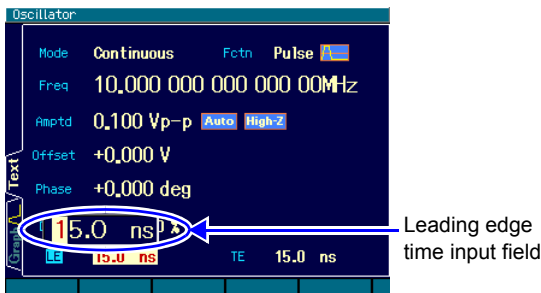 Oscillator
Mode Continuous Fctn Pulse
Freq 10.000 000 000 000 00MHz
Amptd 0.100 Vp-p Auto High-Z
Offset +0.000 V
Phase +0.000 deg
15.0 ns %
LE 15.0 ns TE 15.0 ns
Text
Graph
Leading edge
time input field